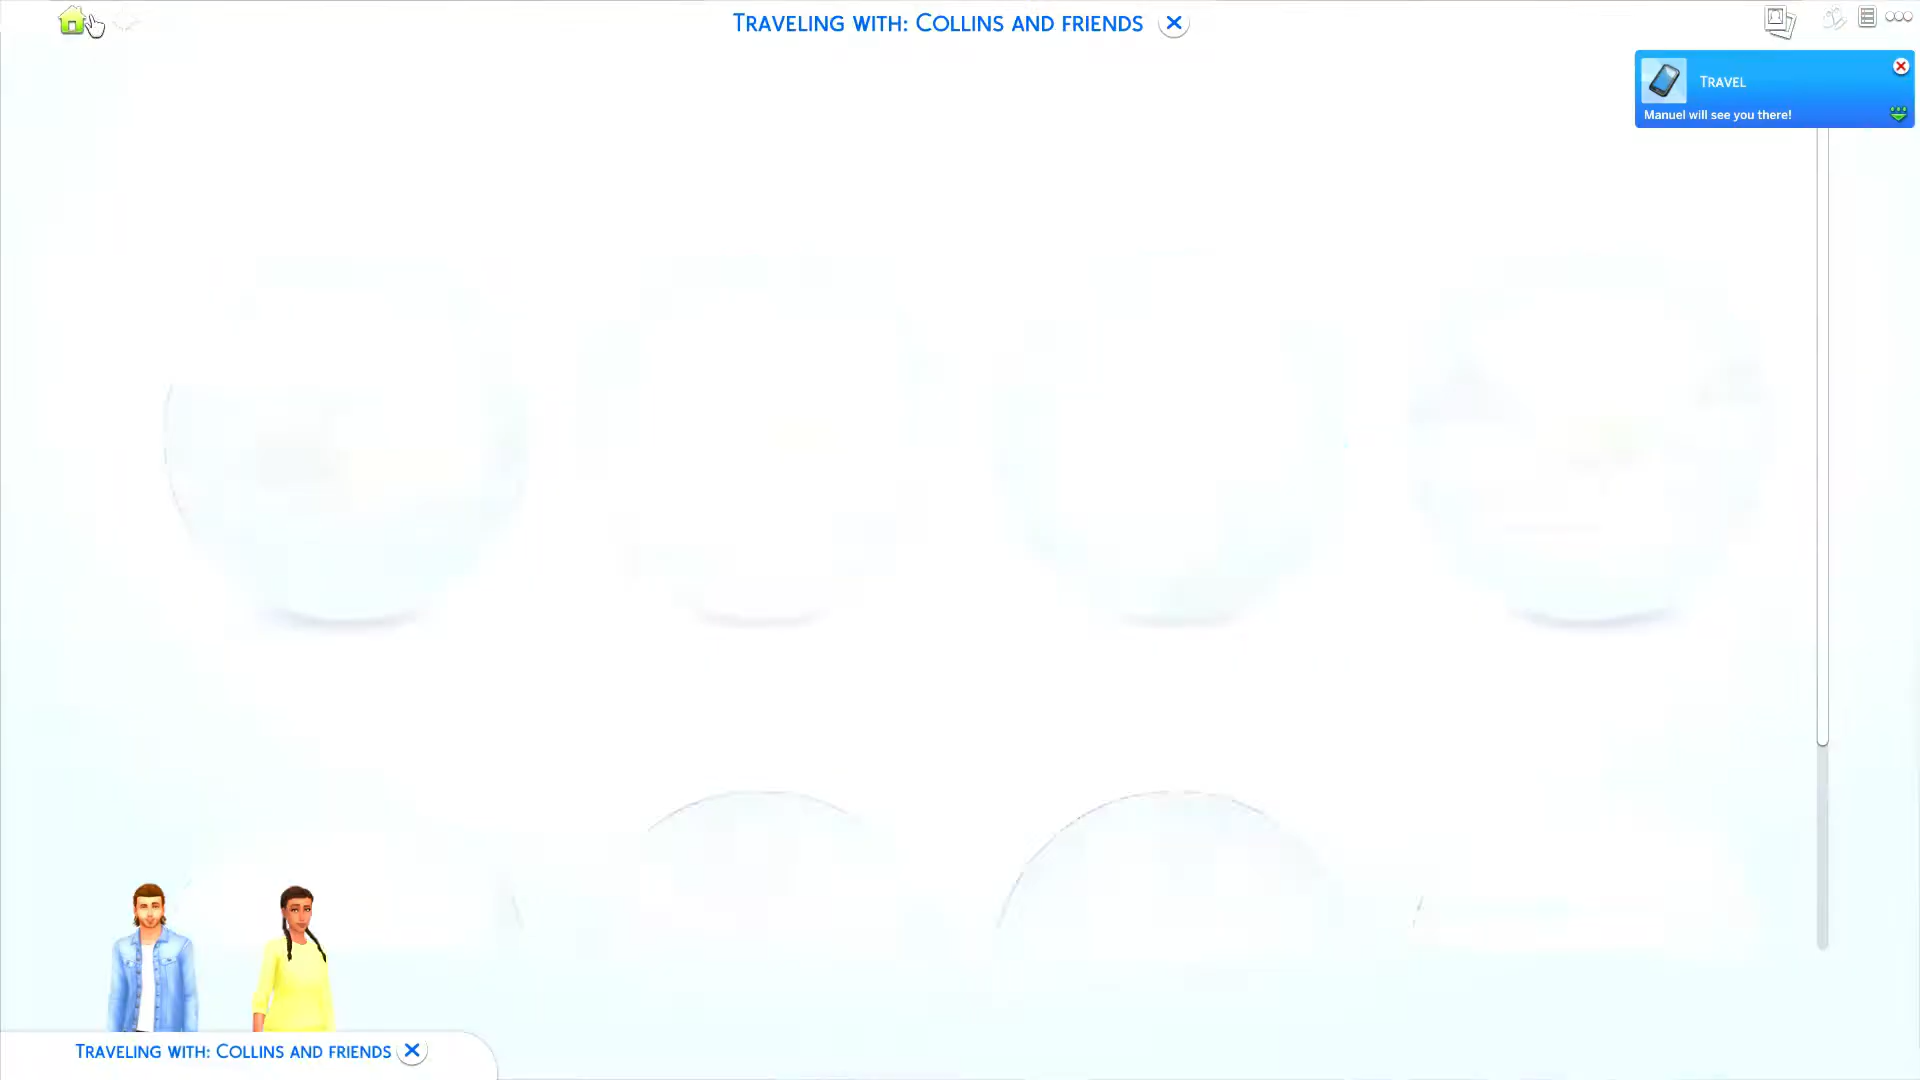 TRAVELING WITH: COLLINS AND FRIENDS
TRAVEL
Manuel will see you there!
TRAVELING WITH: COLLINS AND FRIENDS